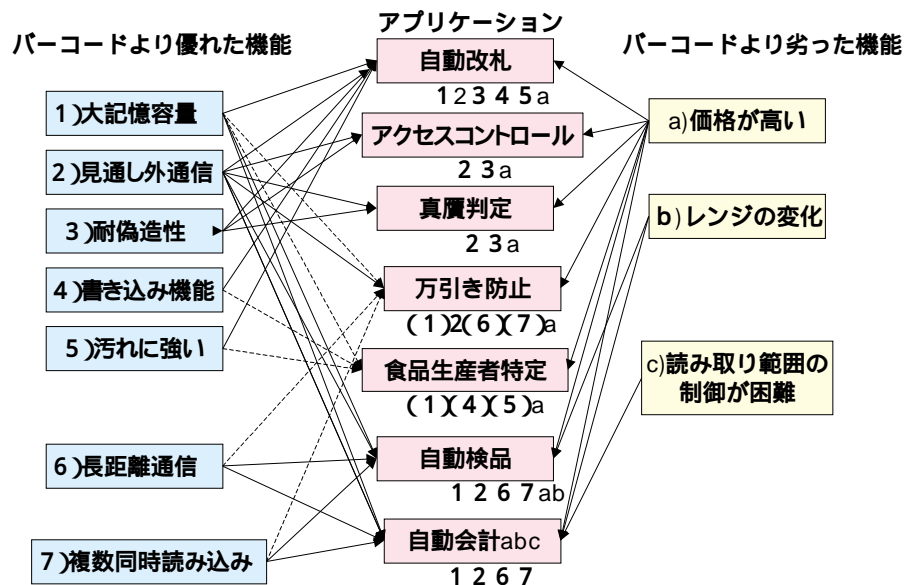 アプリケーション
バーコードより優れた機能
バーコードより劣った機能
1)大記憶容量
2)見通し外通信
3)耐偽造性
4)書き込み機能
5)汚れに強い
6)長距離通信
7)複数同時読み込み
自動改札
1 2 3 4 5 a
アクセスコントロール
2 3 a
真贋判定
2 3 a
万引き防止
(1)2(6)(7)a
食品生産者特定
(1)(4)(5)a
自動検品
1 2 6 7 ab
自動会計abc
1 2 6 7
a)価格が高い
b)レンジの変化
c)読み取り範囲の
制御が困難